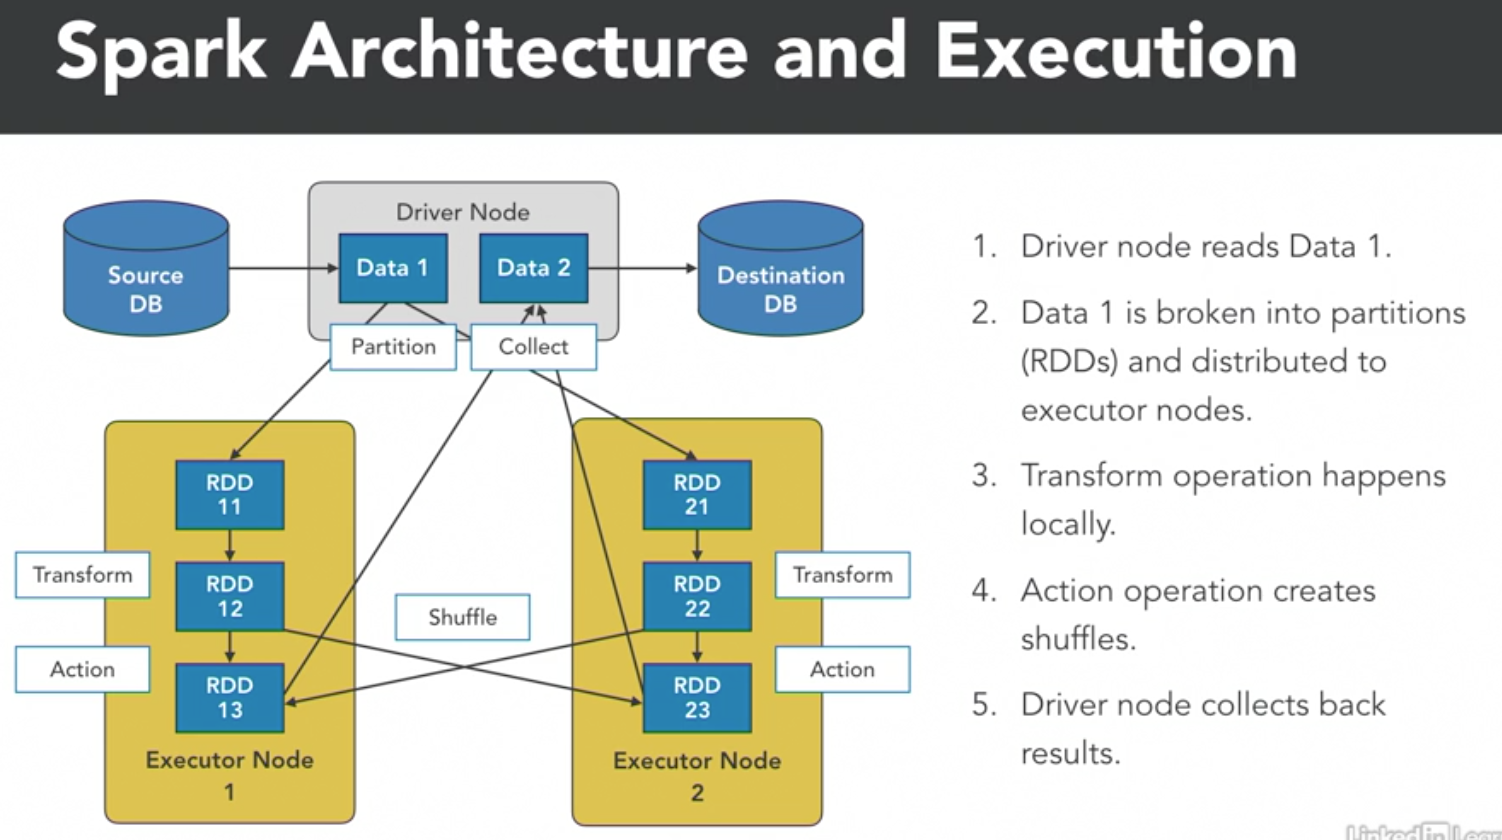 Spark Architecture and Execution
Driver Node
Source
DB
Data 1
Data 2
Destination
DB
Partition
Collect
RDD
11
RDD
21
Transform
RDD
12
Shuffle
RDD
22
Transform
Action
RDD
13
RDD
23
Action
Executor Node
1
Executor Node
2
1. Driver node reads Data 1.
2. Data 1 is broken into partitions
(RDDs) and distributed to
executor nodes.
3. Transform operation happens
locally.
4. Action operation creates
shuffles.
5. Driver node collects back
results.